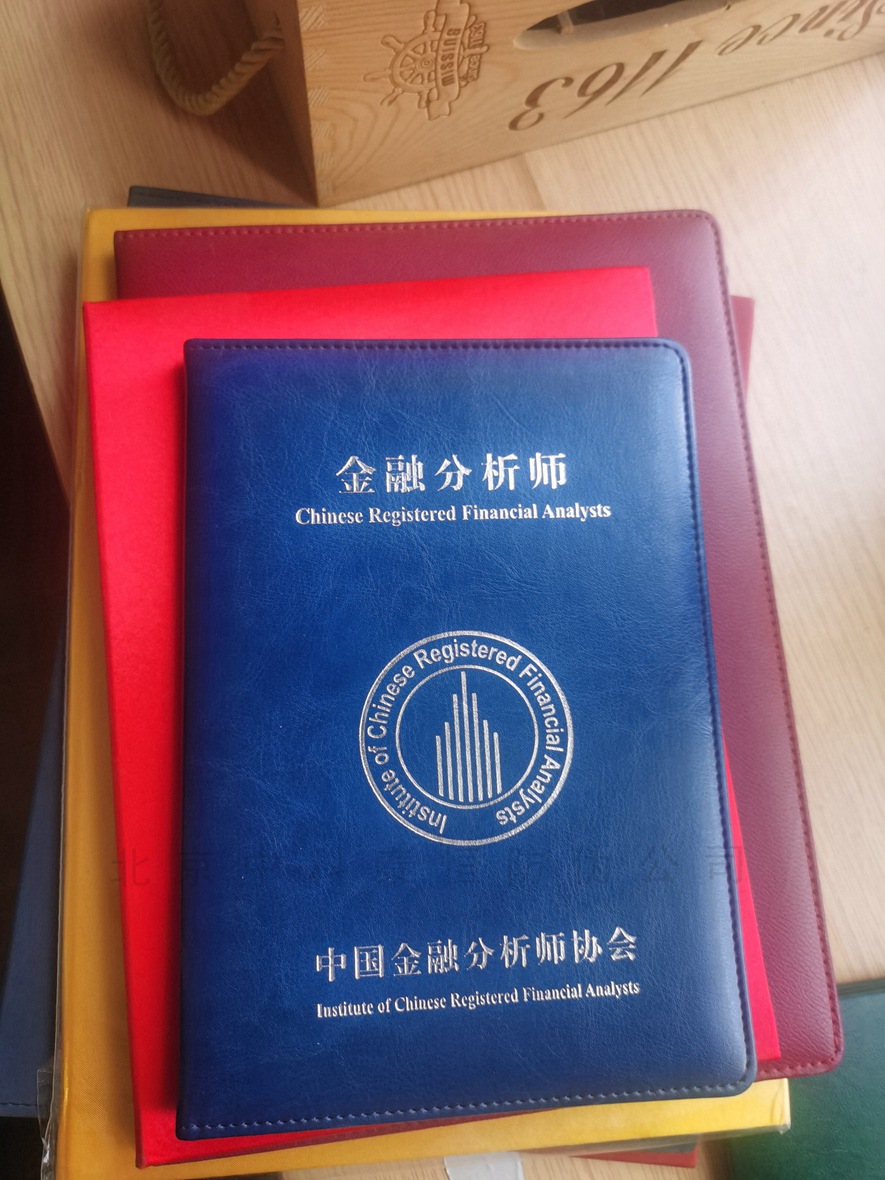 MISSING
Since 1163
金融分析师
Chinese Registered Financial Analysts
Institute of Chinese Registered Financial Analysts
中国金融分析师协会
Institute of Chinese Registered Financial Analysts